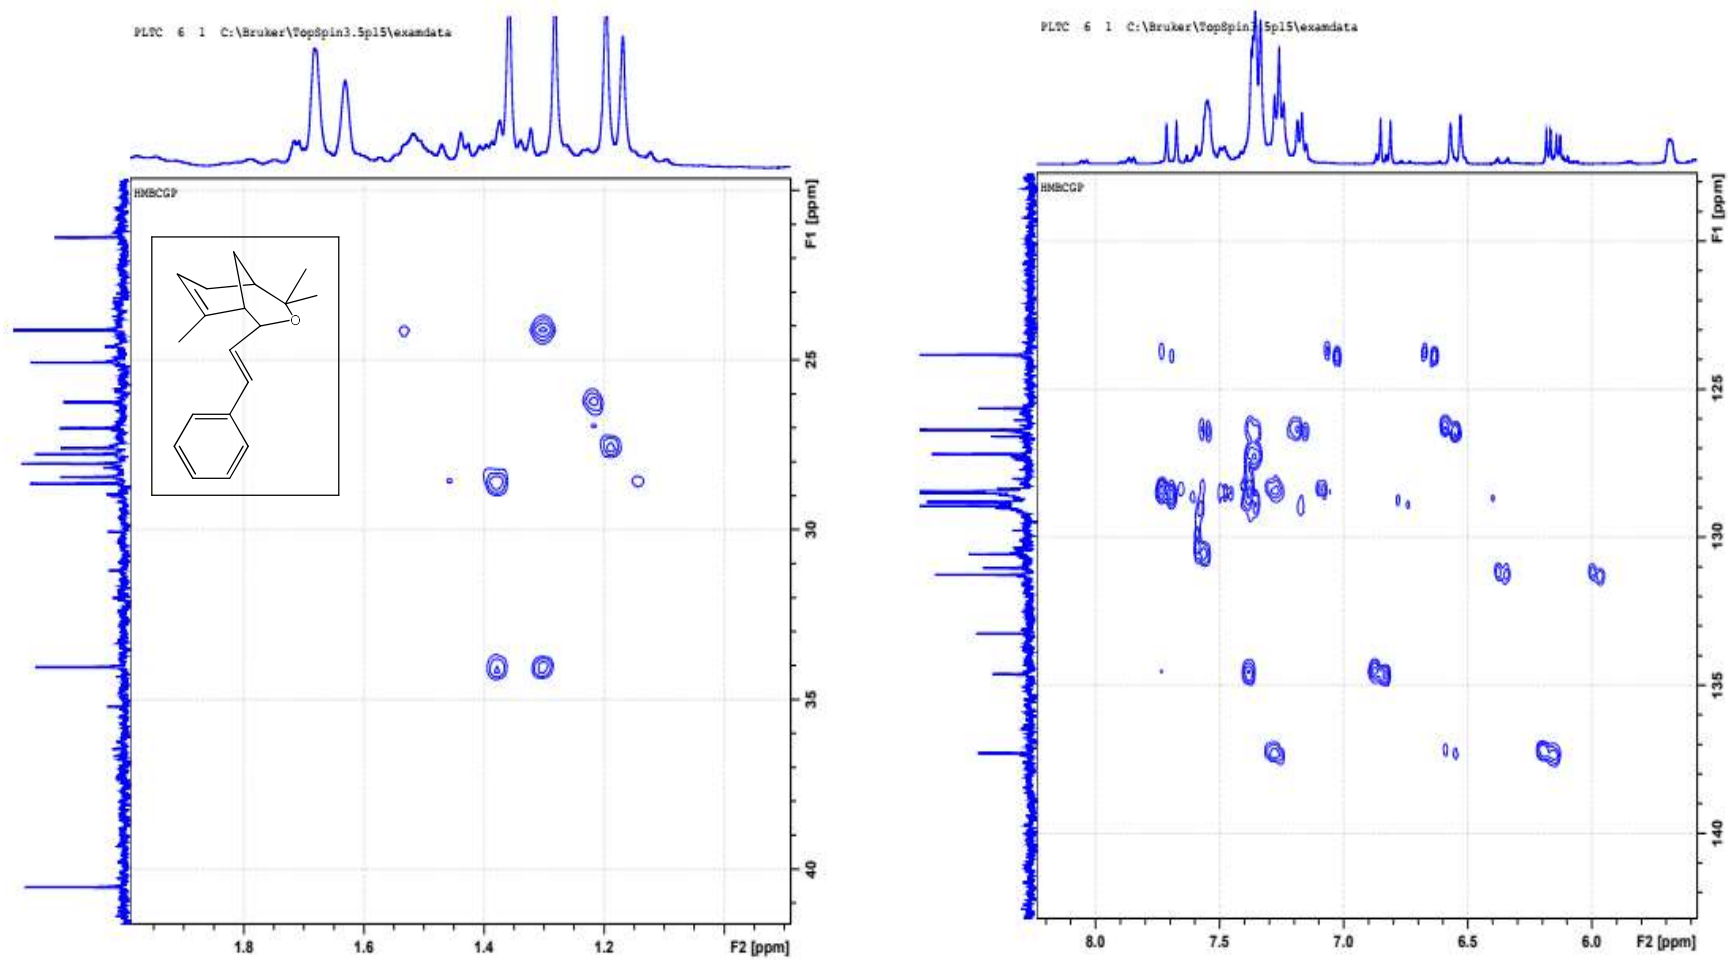 PLTC 6 1 C:\Bruker\TopSpin3.5pl5\examdata
HMBCGP
O
F1 [ppm]
25
30
35
40
1.8 1.6 1.4 1.2 F2 [ppm]
PLTC 6 1 C:\Bruker\TopSpin3.5pl5\examdata
HMBCGP
F1 [ppm]
125
130
135
140
8.0 7.5 7.0 6.5 6.0 F2 [ppm]